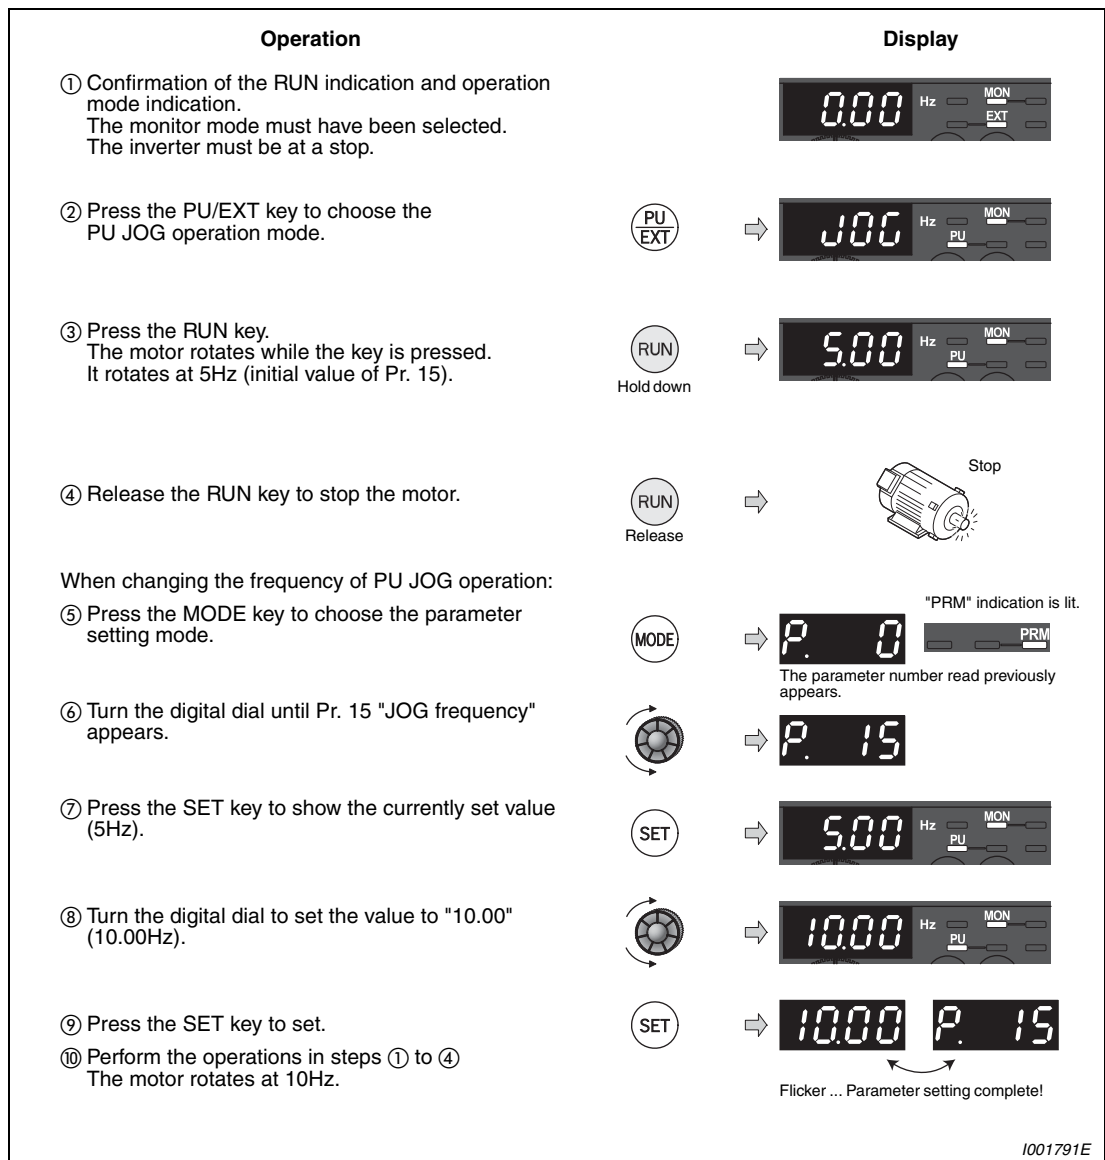 Operation
Display
① Confirmation of the RUN indication and operation
mode indication.
The monitor mode must have been selected.
The inverter must be at a stop.
0.00 Hz MON
EXT
② Press the PU/EXT key to choose the
PU JOG operation mode.
PU
EXT
JOG Hz MON
PU
③ Press the RUN key.
The motor rotates while the key is pressed.
It rotates at 5Hz (initial value of Pr. 15).
RUN
Hold down
5.00 Hz MON
PU
④ Release the RUN key to stop the motor.
RUN
Release
Stop
When changing the frequency of PU JOG operation:
⑤ Press the MODE key to choose the parameter
setting mode.
MODE
P. 0
"PRM" indication is lit.
PRM
The parameter number read previously
appears.
⑥ Turn the digital dial until Pr. 15 "JOG frequency"
appears.
P. 15
⑦ Press the SET key to show the currently set value
(5Hz).
SET
5.00 Hz MON
PU
⑧ Turn the digital dial to set the value to "10.00"
(10.00Hz).
10.00 Hz MON
PU
⑨ Press the SET key to set.
SET
10.00 P. 15
⑩ Perform the operations in steps ① to ④
The motor rotates at 10Hz.
Flicker ... Parameter setting complete!
I001791E